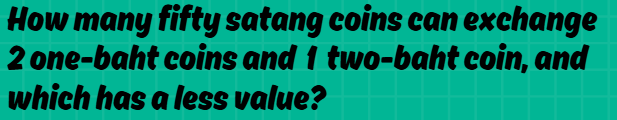 How many fifty satang coins can exchange
2 one-baht coins and 1 two-baht coin, and
which has a less value?